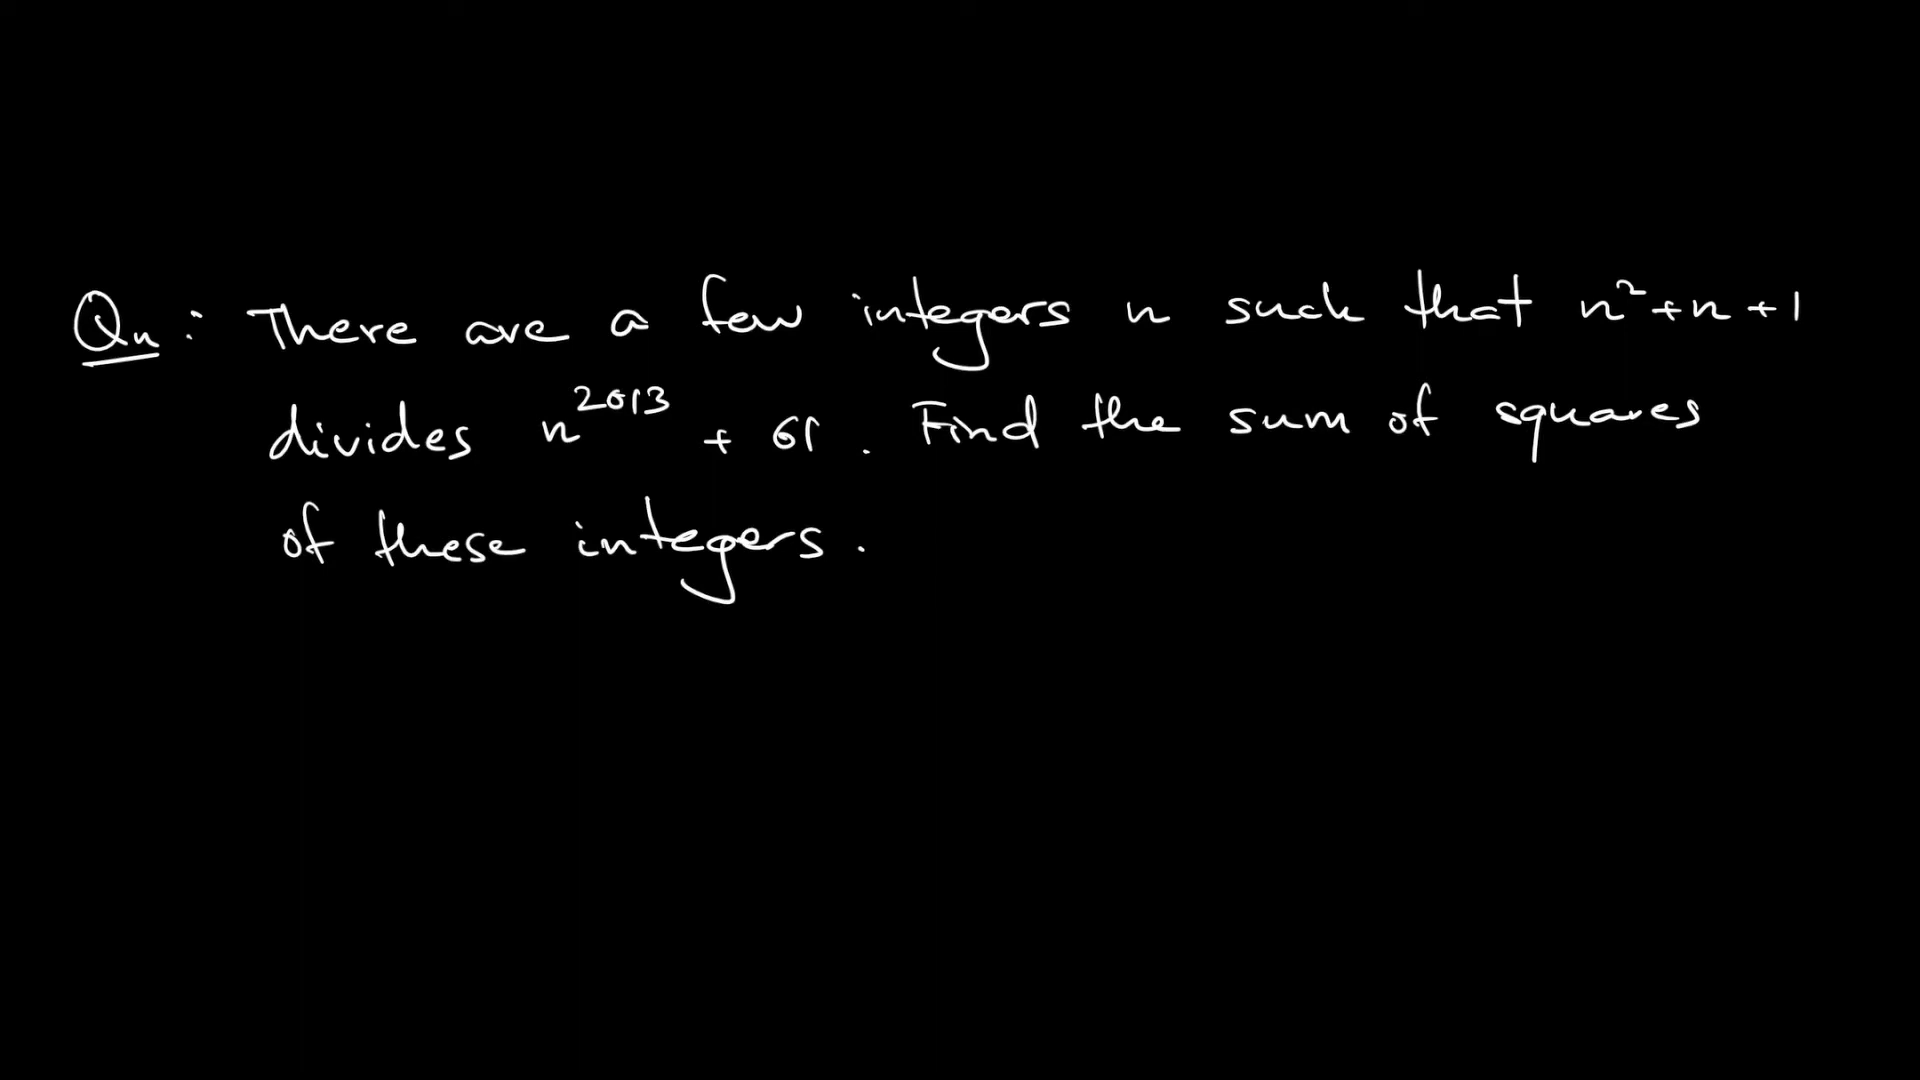 Qn: There are a few integers n such that n²+n+1
divides n²⁰¹³ + 61. Find the sum of squares
of these integers.